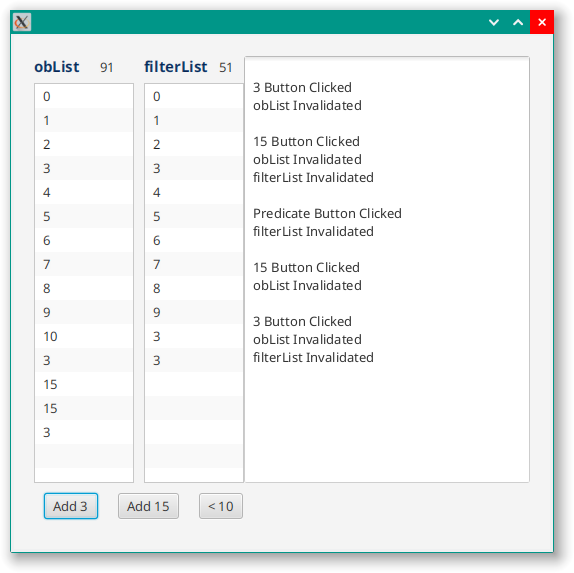 obList 91
0
1
2
3
4
5
6
7
8
9
10
3
15
15
3
filterList 51
0
1
2
3
4
5
6
7
8
9
3
3
3 Button Clicked
obList Invalidated
15 Button Clicked
obList Invalidated
filterList Invalidated
Predicate Button Clicked
filterList Invalidated
15 Button Clicked
obList Invalidated
3 Button Clicked
obList Invalidated
filterList Invalidated
Add 3
Add 15
< 10